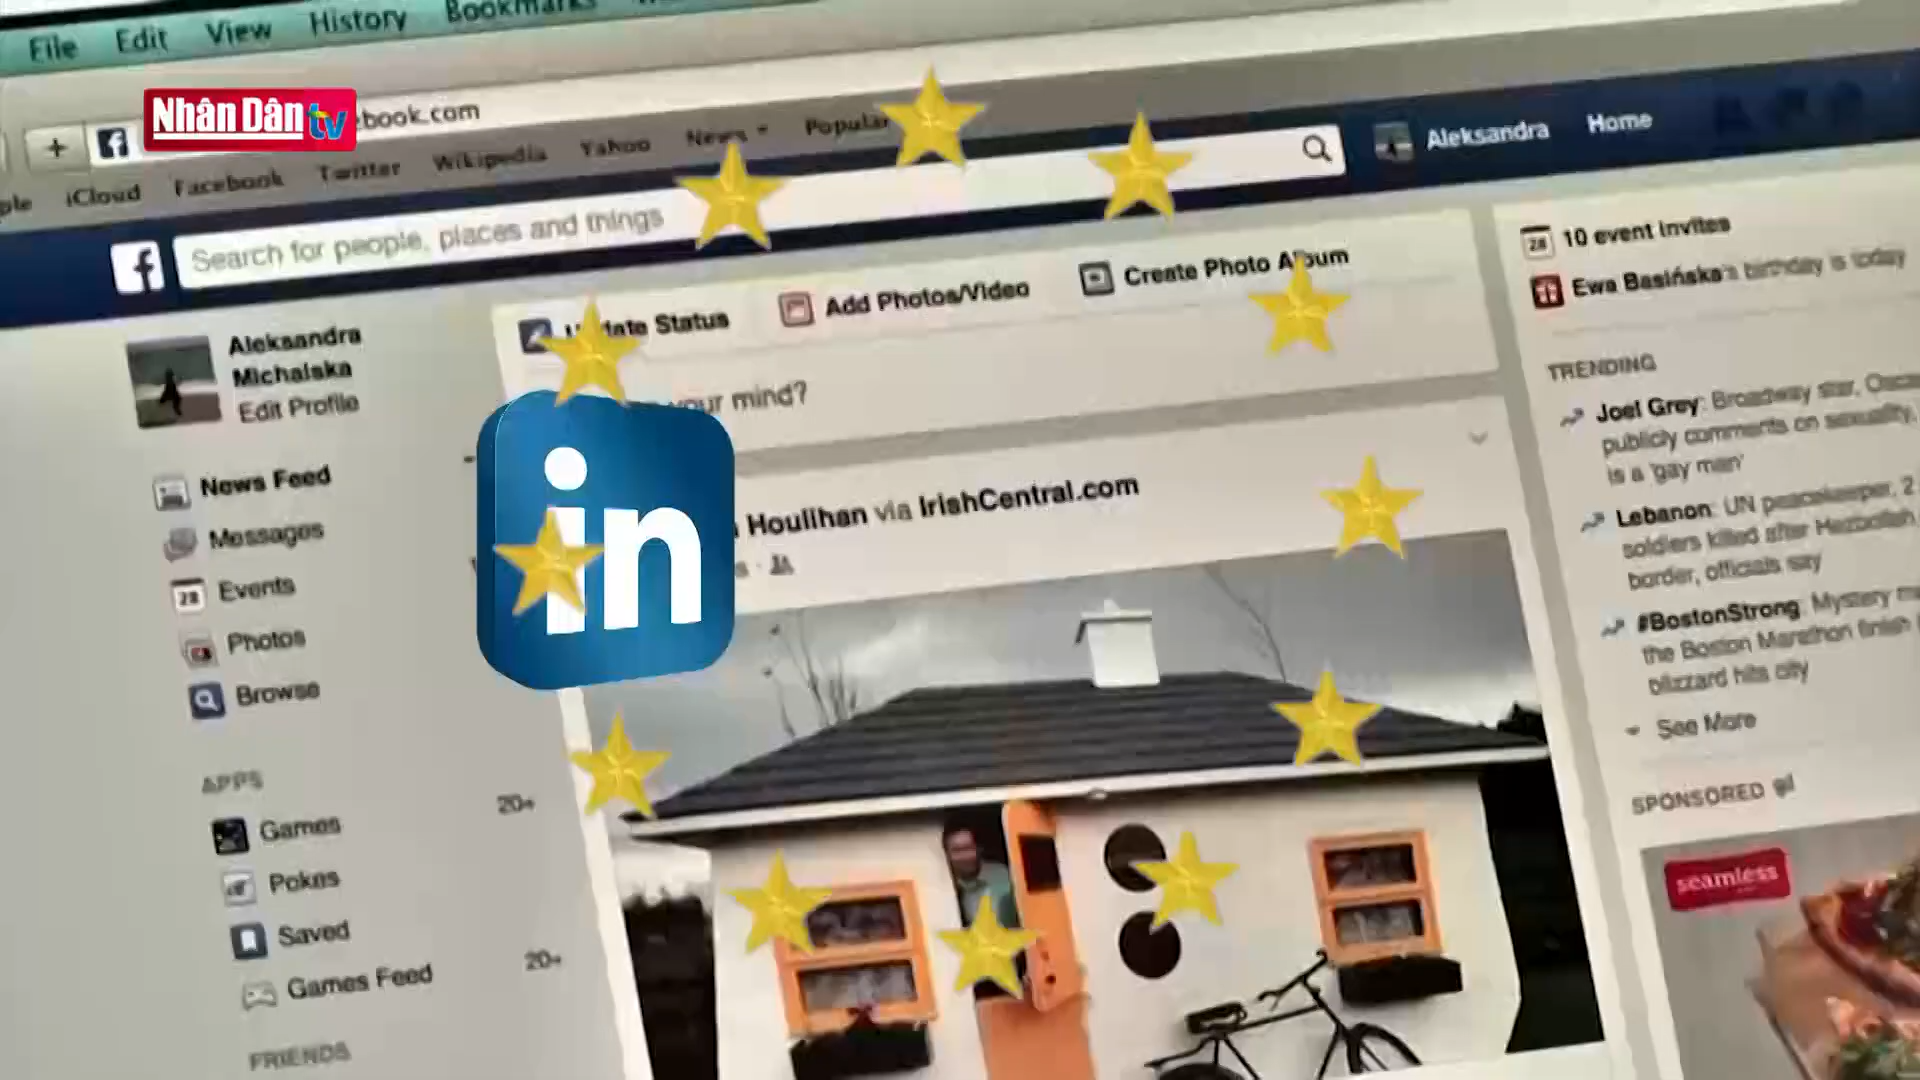 File Edit View History Bookmarks
Nhân Dân tv
book.com
iCloud Facebook Twitter Wikipedia Yahoo News Popular
Search for people, places and things
Aleksandra Home
Update Status Add Photos/Video Create Photo Album
your mind?
Aleksandra
Michalska
Edit Profile
News Feed
Messages
Events
Photos
Browse
APPS
Games 20+
Pokes
Saved
Games Feed 20+
FRIENDS
in
Houlihan via IrishCentral.com
28 10 event invites
Ewa Basińska's birthday is today
TRENDING
Joel Grey: Broadway star,
publicly comments on sexuality,
is a 'gay man'
Lebanon: UN peacekeeper, 2
soldiers killed after Hezbollah
border, officials say
#BostonStrong: Mystery
the Boston Marathon finish
blizzard hits city
See More
SPONSORED
seamless